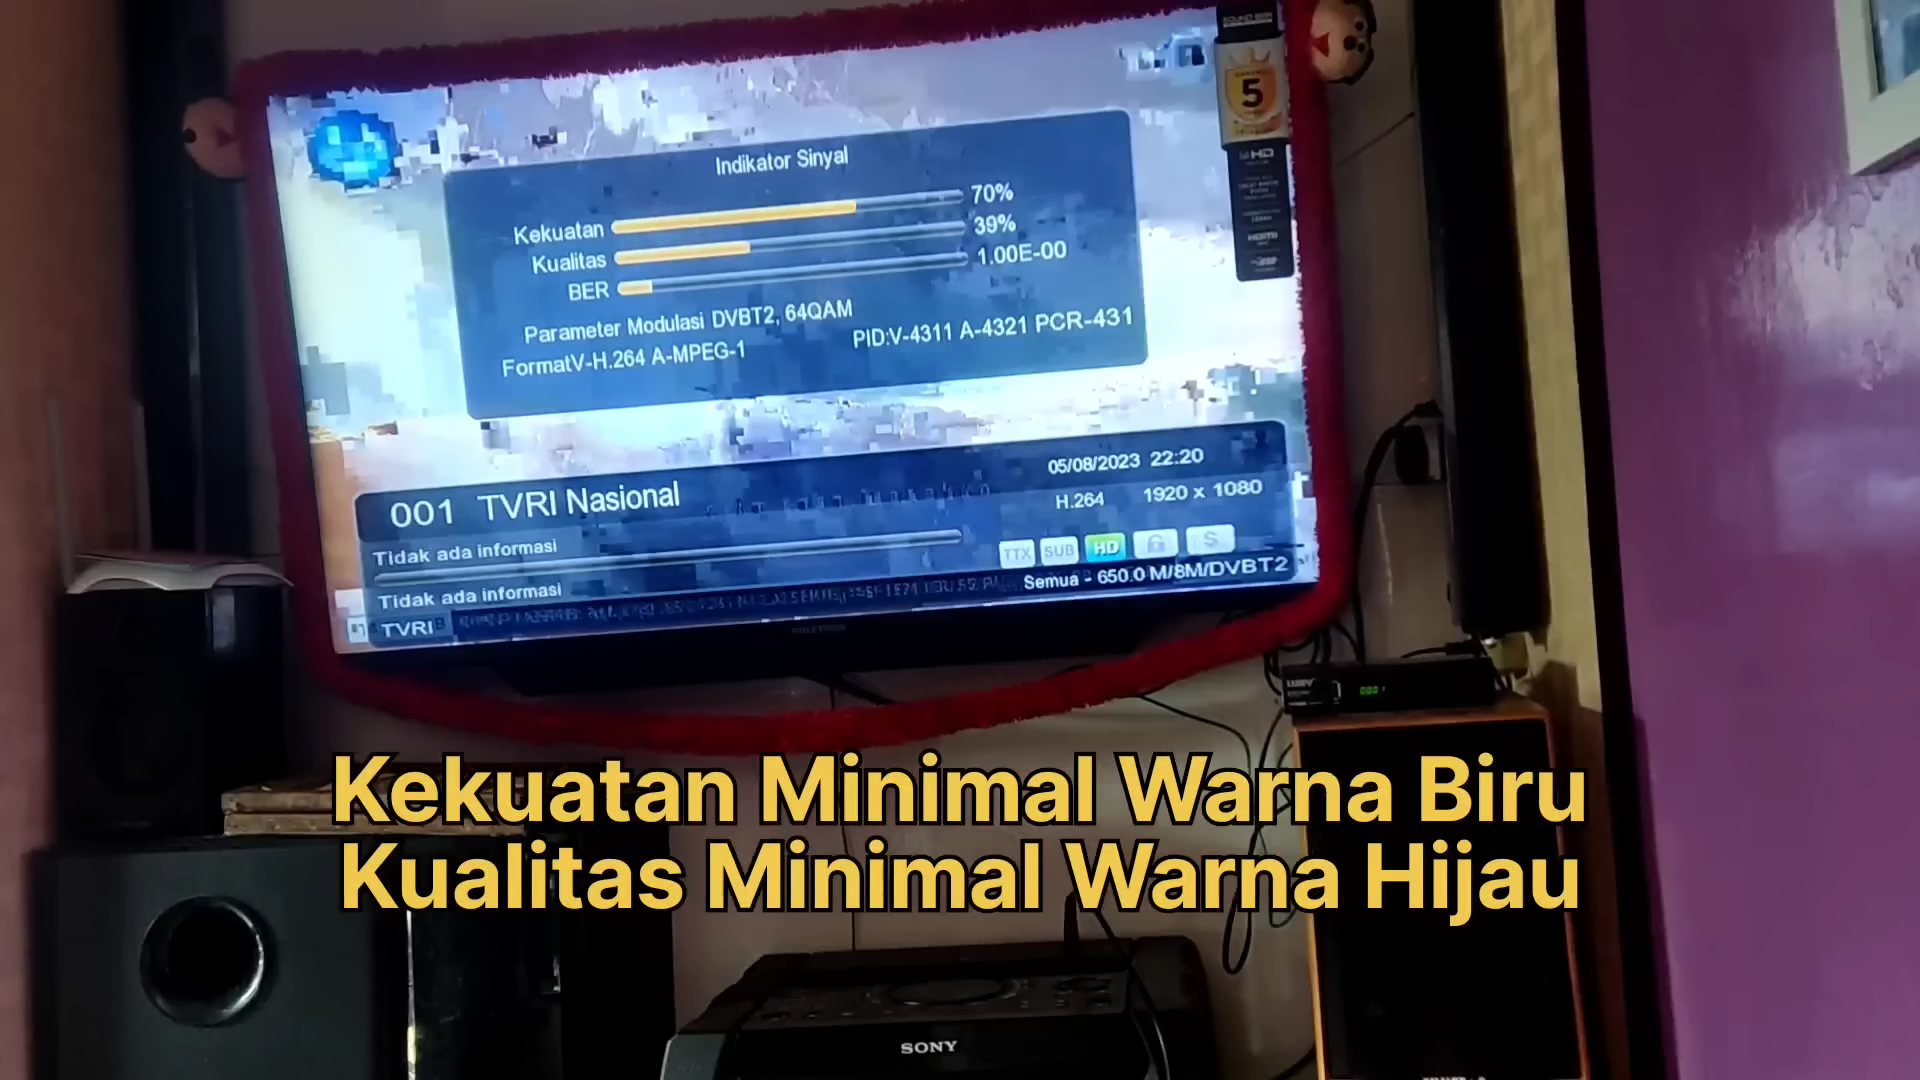 5
Indikator Sinyal
Kekuatan 70%
Kualitas 39%
BER 1.00E-00
Parameter Modulasi DVBT2, 64QAM
FormatV-H.264 A-MPEG-1 PID:V-4311 A-4321 PCR-431
001 TVRI Nasional 05/08/2023 22:20
H.264 1920 x 1080
Tidak ada informasi
TTX SUB HD S
Tidak ada informasi
Semua - 650.0 M/8M/DVBT2
TVRI
Kekuatan Minimal Warna Biru
Kualitas Minimal Warna Hijau
SONY